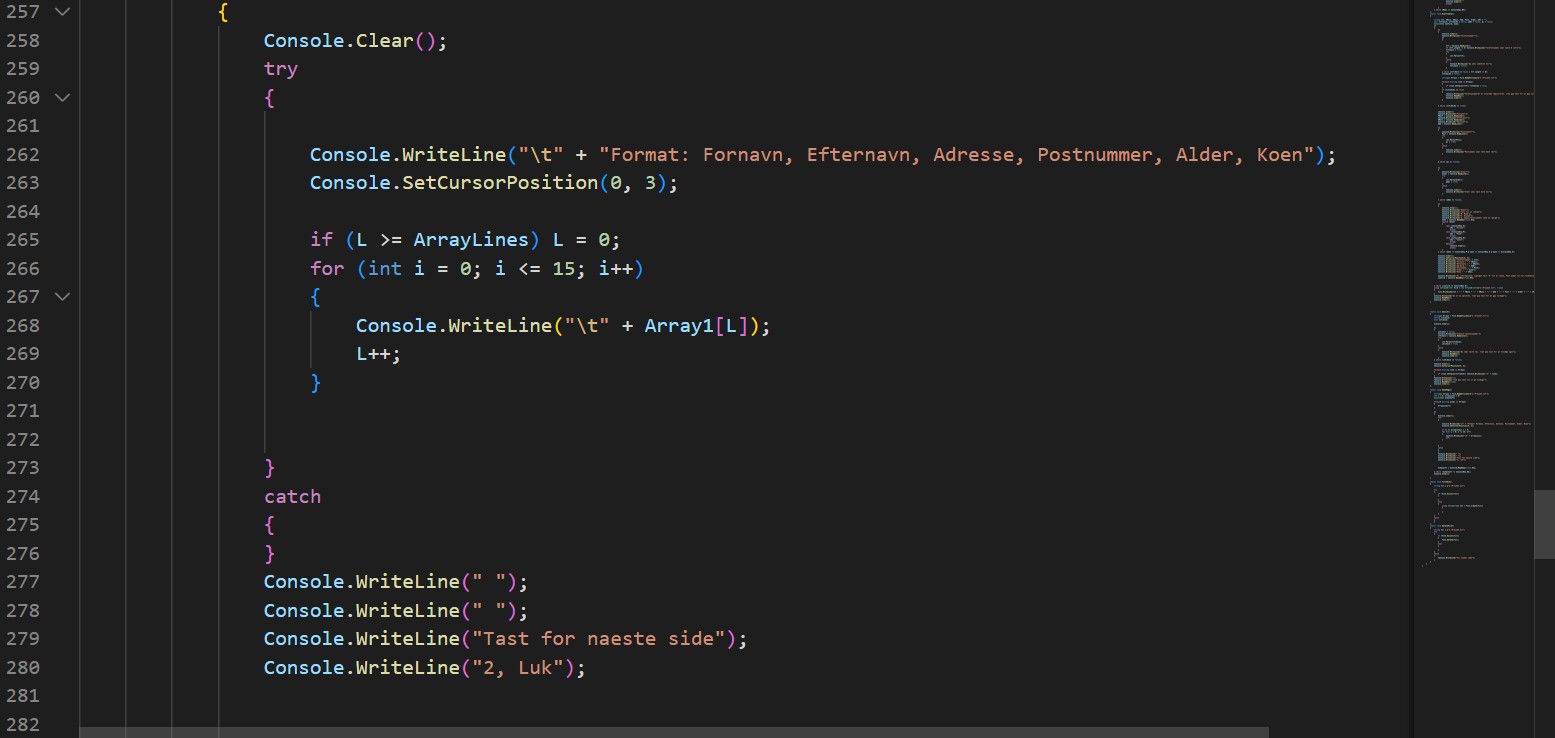 257 {
258 Console.Clear();
259 try
260 {
261
262 Console.WriteLine("\t" + "Format: Fornavn, Efternavn, Adresse, Postnummer, Alder, Koen");
263 Console.SetCursorPosition(0, 3);
264
265 if (L >= ArrayLines) L = 0;
266 for (int i = 0; i <= 15; i++)
267 {
268 Console.WriteLine("\t" + Array1[L]);
269 L++;
270 }
271
272
273 }
274 catch
275 {
276 }
277 Console.WriteLine(" ");
278 Console.WriteLine(" ");
279 Console.WriteLine("Tast for naeste side");
280 Console.WriteLine("2, Luk");
281
282